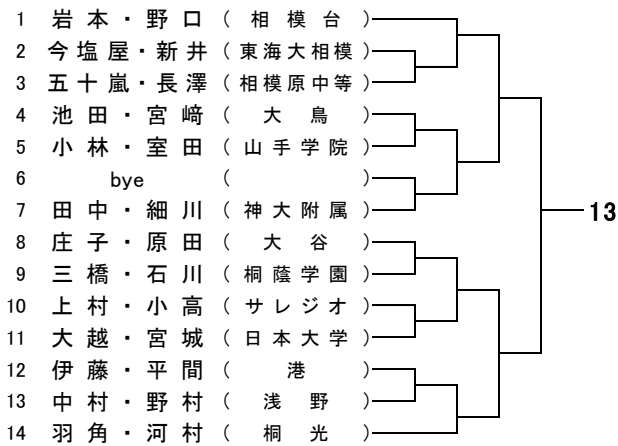 1 岩本・野口 (相模台)
2 今塩屋・新井 (東海大相模)
3 五十嵐・長澤 (相模原中等)
4 池田・宮﨑 (大鳥)
5 小林・室田 (山手学院)
6 bye ( )
7 田中・細川 (神大附属)
13
8 庄子・原田 (大谷)
9 三橋・石川 (桐蔭学園)
10 上村・小高 (サレジオ)
11 大越・宮城 (日本大学)
12 伊藤・平間 (港)
13 中村・野村 (浅野)
14 羽角・河村 (桐光)